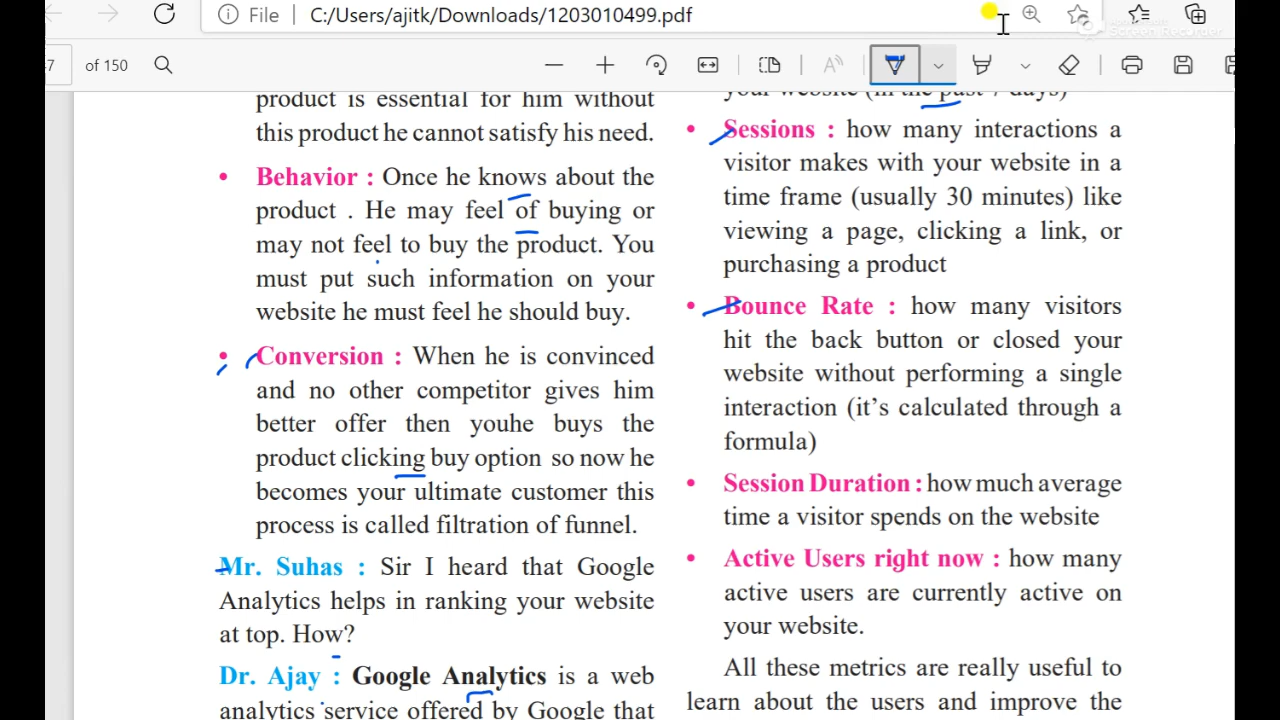 File
C:/Users/ajitk/Downloads/1203010499.pdf
of 150
product is essential for him without
this product he cannot satisfy his need.
• Behavior : Once he knows about the
product . He may feel of buying or
may not feel to buy the product. You
must put such information on your
website he must feel he should buy.
• Conversion : When he is convinced
and no other competitor gives him
better offer then youhe buys the
product clicking buy option so now he
becomes your ultimate customer this
process is called filtration of funnel.
Mr. Suhas : Sir I heard that Google
Analytics helps in ranking your website
at top. How?
Dr. Ajay : Google Analytics is a web
analytics service offered by Google that
your website (in the past 7 days)
• Sessions : how many interactions a
visitor makes with your website in a
time frame (usually 30 minutes) like
viewing a page, clicking a link, or
purchasing a product
• Bounce Rate : how many visitors
hit the back button or closed your
website without performing a single
interaction (it's calculated through a
formula)
• Session Duration : how much average
time a visitor spends on the website
• Active Users right now : how many
active users are currently active on
your website.
All these metrics are really useful to
learn about the users and improve the